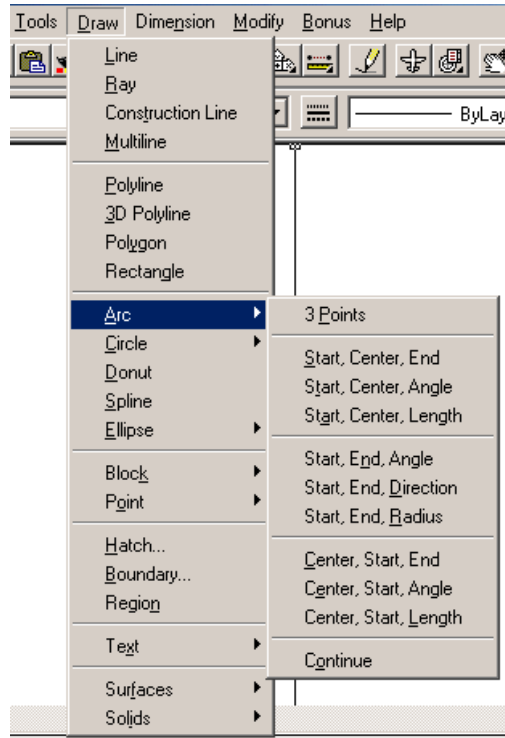 Tools Draw Dimension Modify Bonus Help
ByLay
Line
Ray
Construction Line
Multiline
Polyline
3D Polyline
Polygon
Rectangle
Arc
Circle
Donut
Spline
Ellipse
Block
Point
Hatch...
Boundary...
Region
Text
Surfaces
Solids
3 Points
Start, Center, End
Start, Center, Angle
Start, Center, Length
Start, End, Angle
Start, End, Direction
Start, End, Radius
Center, Start, End
Center, Start, Angle
Center, Start, Length
Continue